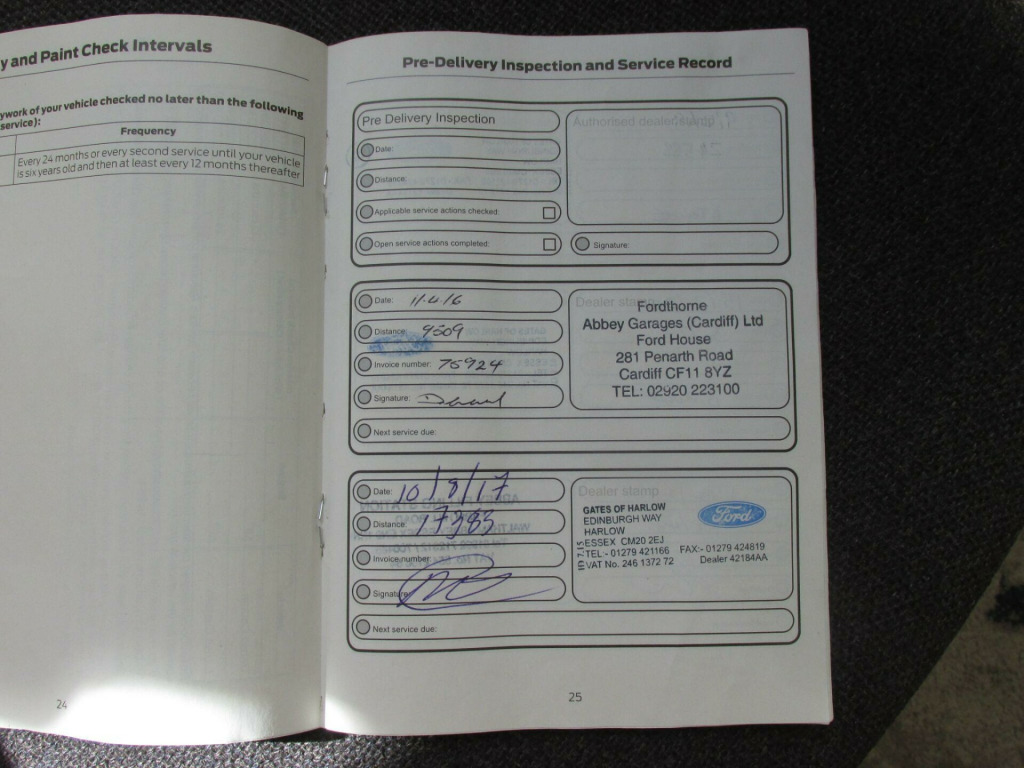 y and Paint Check Intervals
ywork of your vehicle checked no later than the following
service):
Frequency
Every 24 months or every second service until your vehicle
is six years old and then at least every 12 months thereafter
24
Pre-Delivery Inspection and Service Record
Pre Delivery Inspection
Date:
Distance:
Applicable service actions checked:
Open service actions completed:
Authorised dealer stamp
Signature:
Date: 11.4.16
Distance: 9509
Invoice number: 75924
Signature:
Next service due:
Dealer stamp
Fordthorne
Abbey Garages (Cardiff) Ltd
Ford House
281 Penarth Road
Cardiff CF11 8YZ
TEL: 02920 223100
Date: 10/8/17
Distance: 17383
Invoice number:
Signature:
Next service due:
Dealer stamp
GATES OF HARLOW
EDINBURGH WAY
HARLOW
ESSEX CM20 2EJ
TEL:- 01279 421166 FAX:- 01279 424819
VAT No. 246 1372 72 Dealer 42184AA
Ford
25